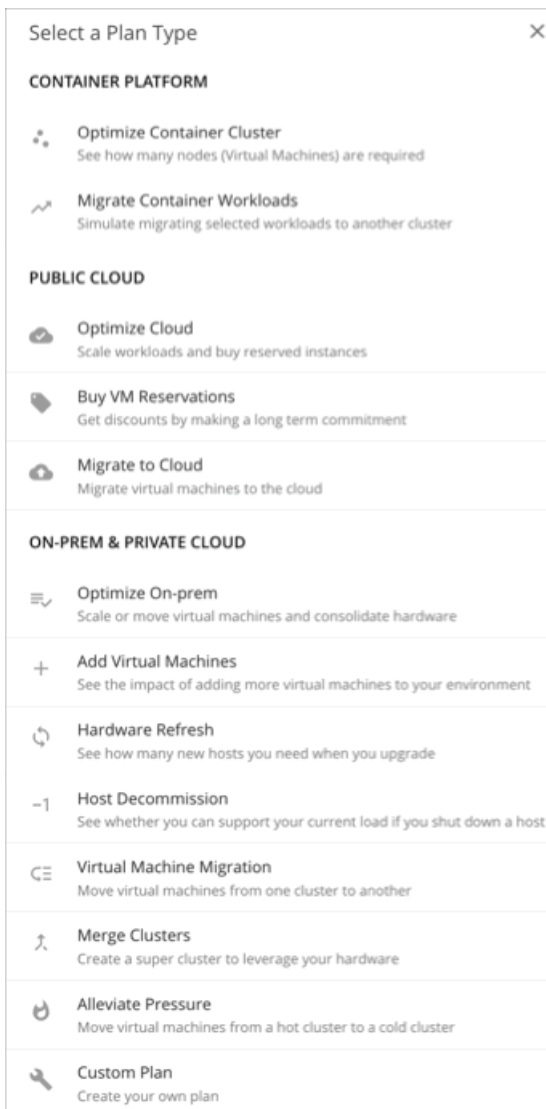 Select a Plan Type
CONTAINER PLATFORM
Optimize Container Cluster
See how many nodes (Virtual Machines) are required
Migrate Container Workloads
Simulate migrating selected workloads to another cluster
PUBLIC CLOUD
Optimize Cloud
Scale workloads and buy reserved instances
Buy VM Reservations
Get discounts by making a long term commitment
Migrate to Cloud
Migrate virtual machines to the cloud
ON-PREM & PRIVATE CLOUD
Optimize On-prem
Scale or move virtual machines and consolidate hardware
Add Virtual Machines
See the impact of adding more virtual machines to your environment
Hardware Refresh
See how many new hosts you need when you upgrade
−1 Host Decommission
See whether you can support your current load if you shut down a host
Virtual Machine Migration
Move virtual machines from one cluster to another
Merge Clusters
Create a super cluster to leverage your hardware
Alleviate Pressure
Move virtual machines from a hot cluster to a cold cluster
Custom Plan
Create your own plan